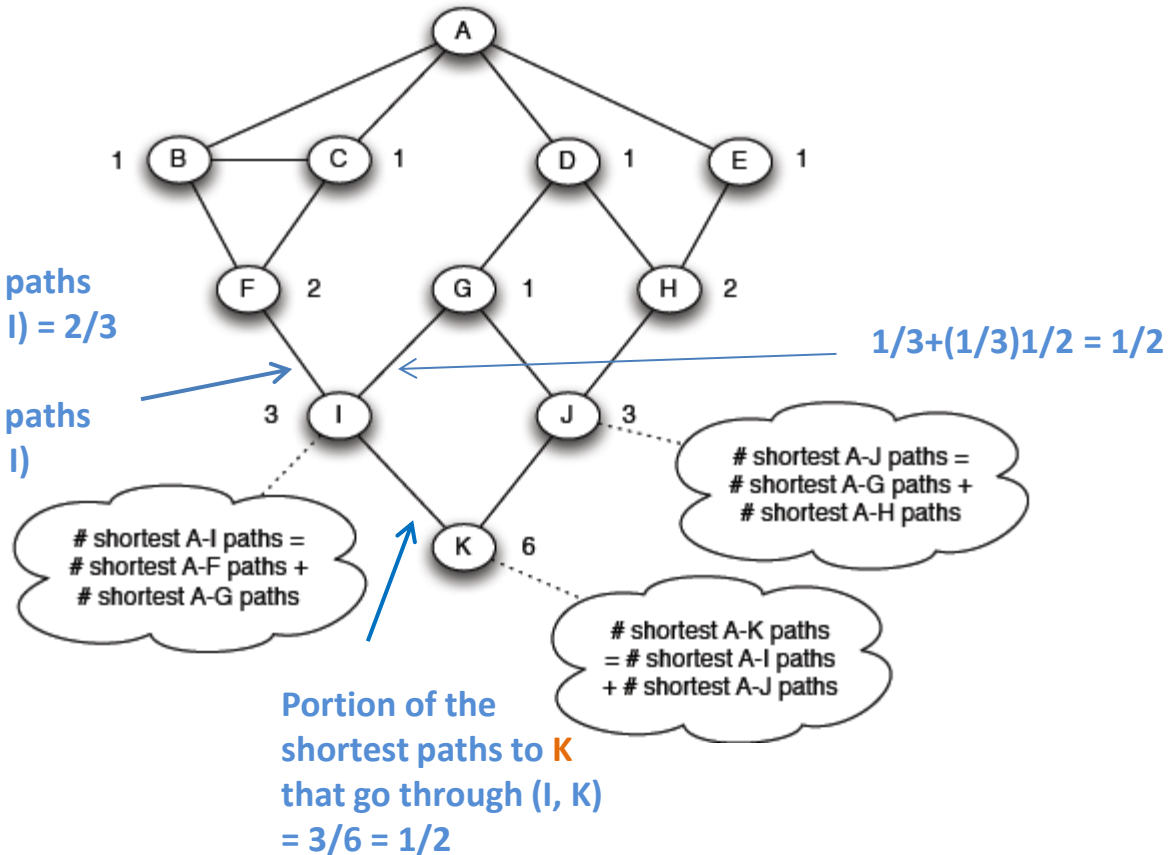 A
1 B C 1 D 1 E 1
paths
I) = 2/3
F 2 G 1 H 2
1/3+(1/3)1/2 = 1/2
paths
I)
3 I J 3
# shortest A-J paths =
# shortest A-G paths +
# shortest A-H paths
# shortest A-I paths =
# shortest A-F paths +
# shortest A-G paths
K 6
# shortest A-K paths
= # shortest A-I paths
+ # shortest A-J paths
Portion of the
shortest paths to K
that go through (I, K)
= 3/6 = 1/2